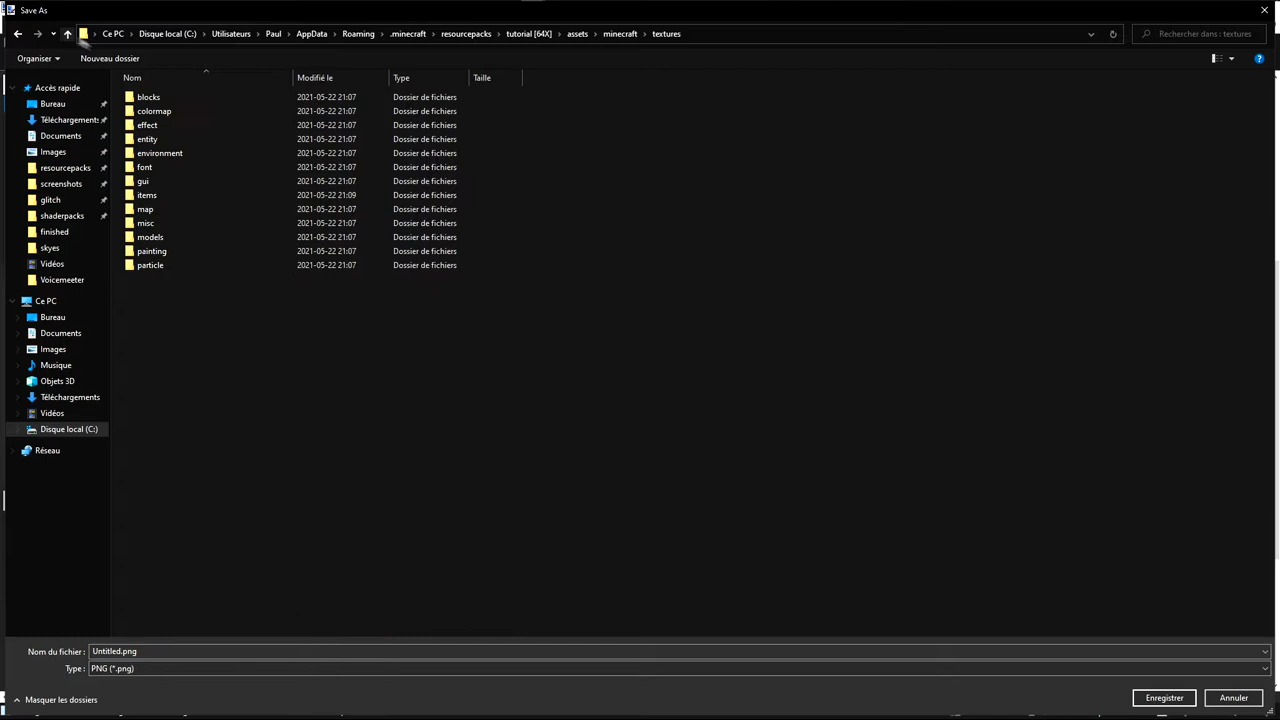 Save As
Ce PC > Disque local (C:) > Utilisateurs > Paul > AppData > Roaming > .minecraft > resourcepacks > tutorial [64X] > assets > minecraft > textures
Rechercher dans : textures
Organiser Nouveau dossier
Nom Modifié le Type Taille
Accès rapide
Bureau
Téléchargements
Documents
Images
resourcepacks
screenshots
glitch
shaderpacks
finished
skyes
Vidéos
Voicemeeter
Ce PC
Bureau
Documents
Images
Musique
Objets 3D
Téléchargements
Vidéos
Disque local (C:)
Réseau
blocks 2021-05-22 21:07 Dossier de fichiers
colormap 2021-05-22 21:07 Dossier de fichiers
effect 2021-05-22 21:07 Dossier de fichiers
entity 2021-05-22 21:07 Dossier de fichiers
environment 2021-05-22 21:07 Dossier de fichiers
font 2021-05-22 21:07 Dossier de fichiers
gui 2021-05-22 21:07 Dossier de fichiers
items 2021-05-22 21:09 Dossier de fichiers
map 2021-05-22 21:07 Dossier de fichiers
misc 2021-05-22 21:07 Dossier de fichiers
models 2021-05-22 21:07 Dossier de fichiers
painting 2021-05-22 21:07 Dossier de fichiers
particle 2021-05-22 21:07 Dossier de fichiers
Nom du fichier : Untitled.png
Type : PNG (*.png)
Masquer les dossiers
Enregistrer Annuler